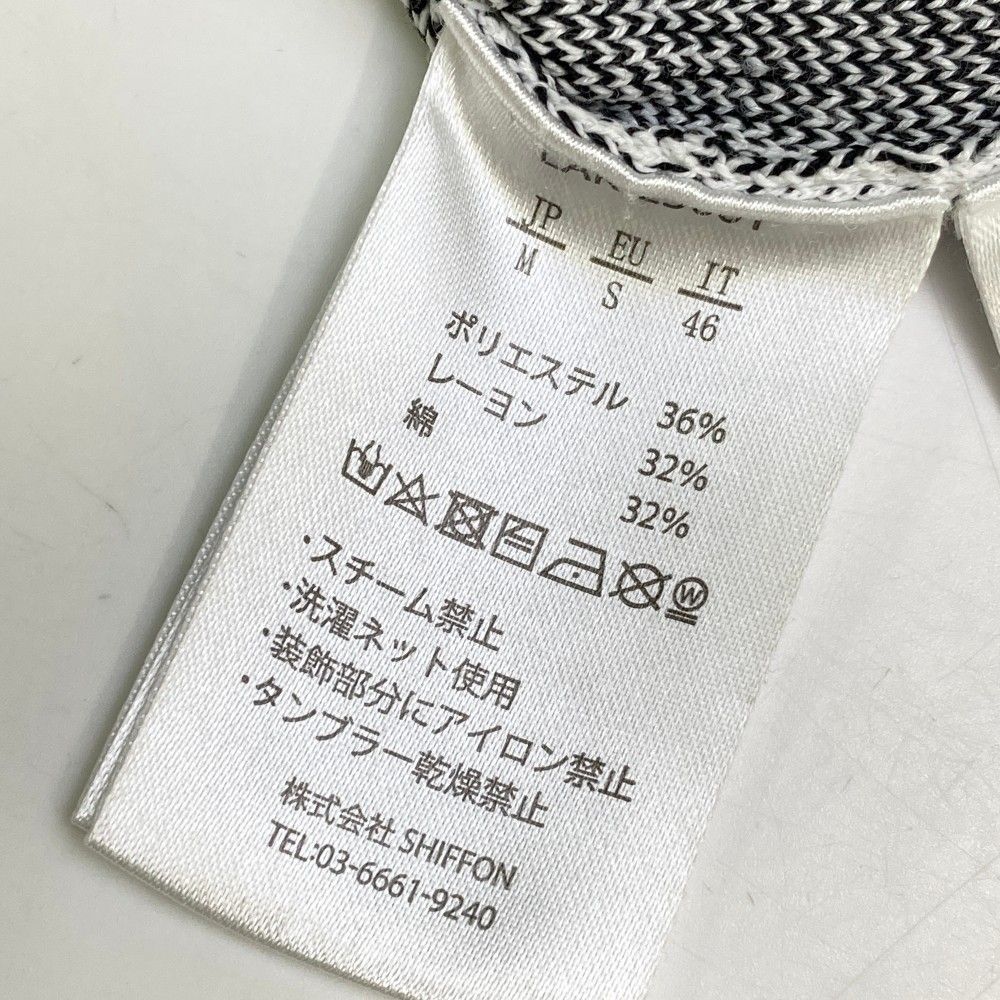 JP EU IT
M S 46
ポリエステル 36%
レーヨン 32%
綿 32%
W
・スチーム禁止
・洗濯ネット使用
・装飾部分にアイロン禁止
・タンブラー乾燥禁止
株式会社 SHIFFON
TEL:03-6661-9240